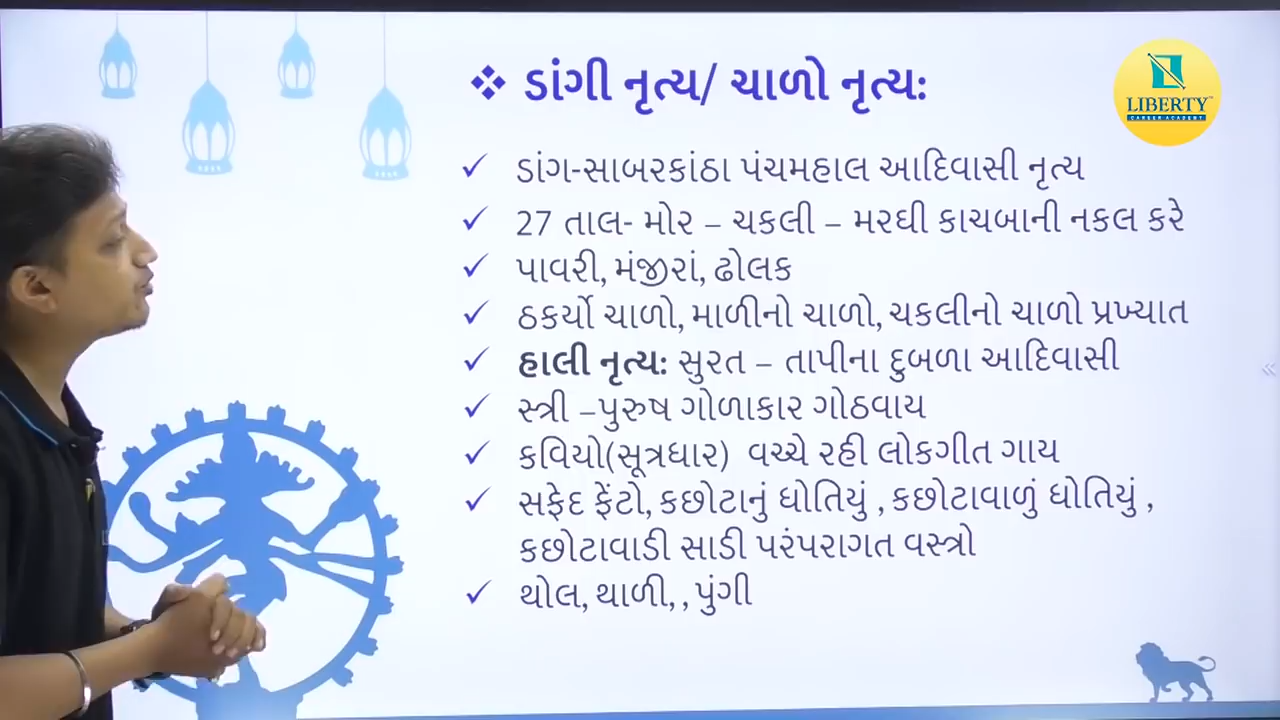 ❖ ડાંગી નૃત્ય/ ચાળો નૃત્ય:
LIBERTY™
CAREER ACADEMY
✓ ડાંગ-સાબરકાંઠા પંચમહાલ આદિવાસી નૃત્ય
✓ 27 તાલ- મોર – ચકલી – મરઘી કાચબાની નકલ કરે
✓ પાવરી, મંજીરાં, ઢોલક
✓ ઠકર્યો ચાળો, માળીનો ચાળો, ચકલીનો ચાળો પ્રખ્યાત
✓ હાલી નૃત્ય: સુરત – તાપીના દુબળા આદિવાસી
✓ સ્ત્રી –પુરુષ ગોળાકાર ગોઠવાય
✓ કવિયો(સૂત્રધાર) વચ્ચે રહી લોકગીત ગાય
✓ સફેદ ફેંટો, કછોટાનું ધોતિયું , કછોટાવાળું ધોતિયું ,
કછોટાવાડી સાડી પરંપરાગત વસ્ત્રો
✓ થોલ, થાળી, , પુંગી